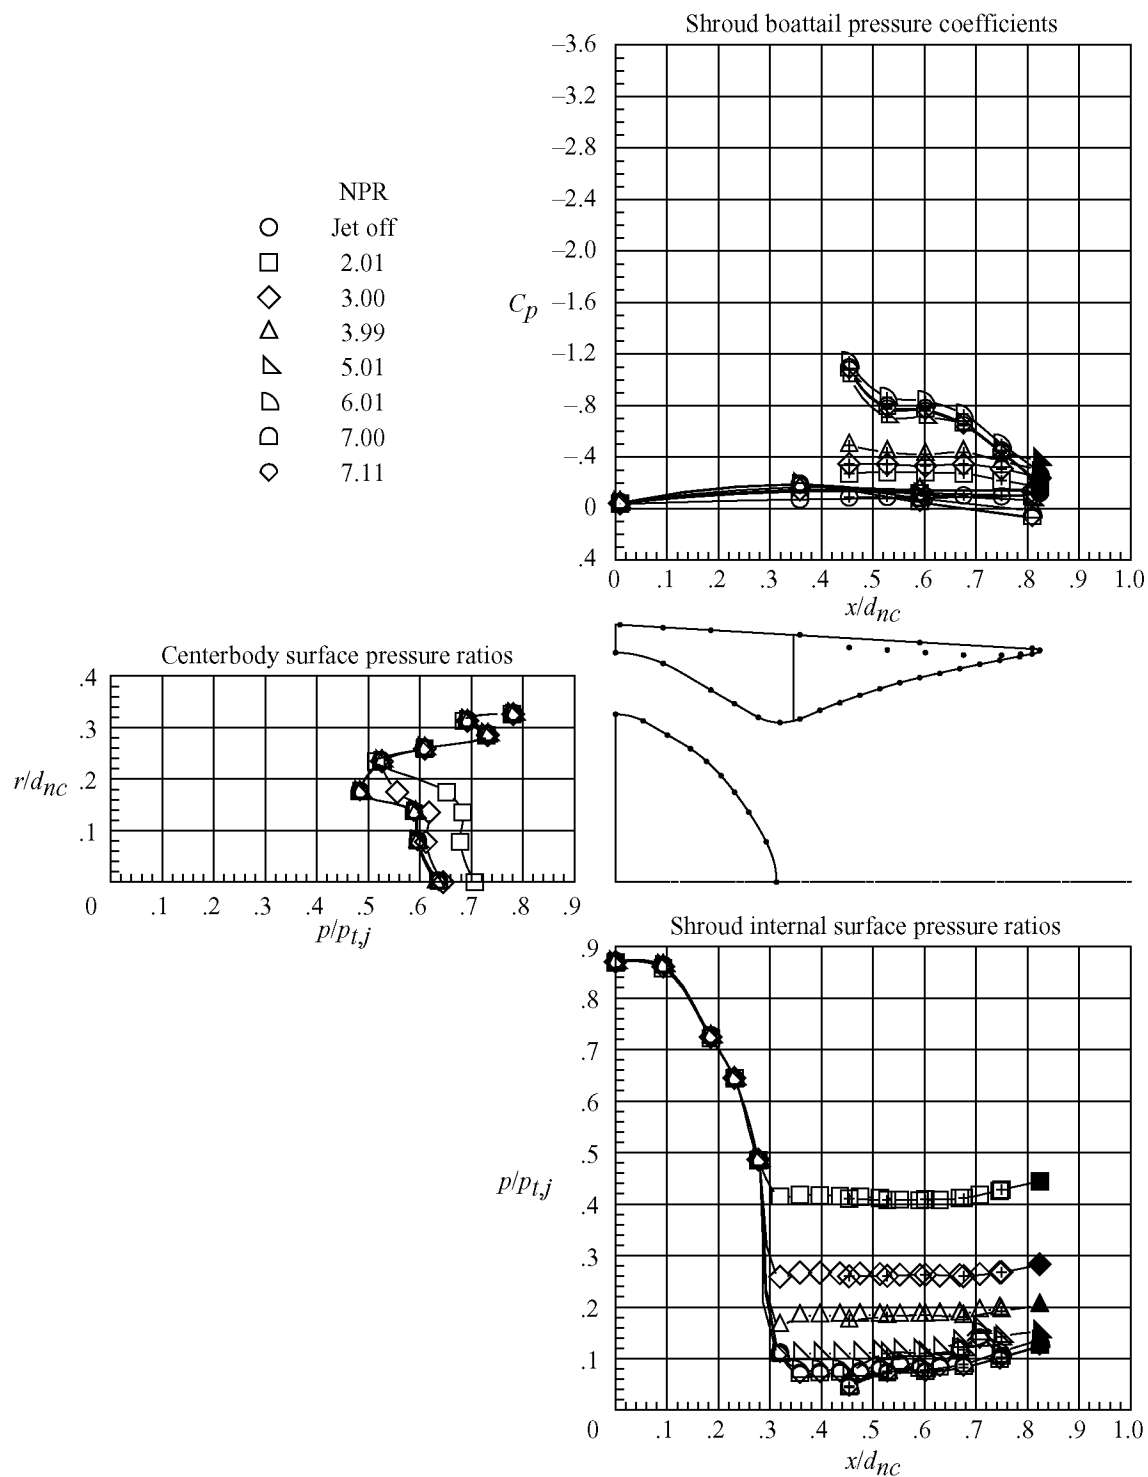 Shroud boattail pressure coefficients
–3.6
–3.2
–2.8
–2.4
–2.0
–1.6
–1.2
–.8
–.4
0
.4
Cp
0 .1 .2 .3 .4 .5 .6 .7 .8 .9 1.0
x/dnc
NPR
Jet off
2.01
3.00
3.99
5.01
6.01
7.00
7.11
Centerbody surface pressure ratios
.4
.3
.2
.1
r/dnc
0 .1 .2 .3 .4 .5 .6 .7 .8 .9
p/pt,j
Shroud internal surface pressure ratios
.9
.8
.7
.6
.5
.4
.3
.2
.1
p/pt,j
0 0 .1 .2 .3 .4 .5 .6 .7 .8 .9 1.0
x/dnc